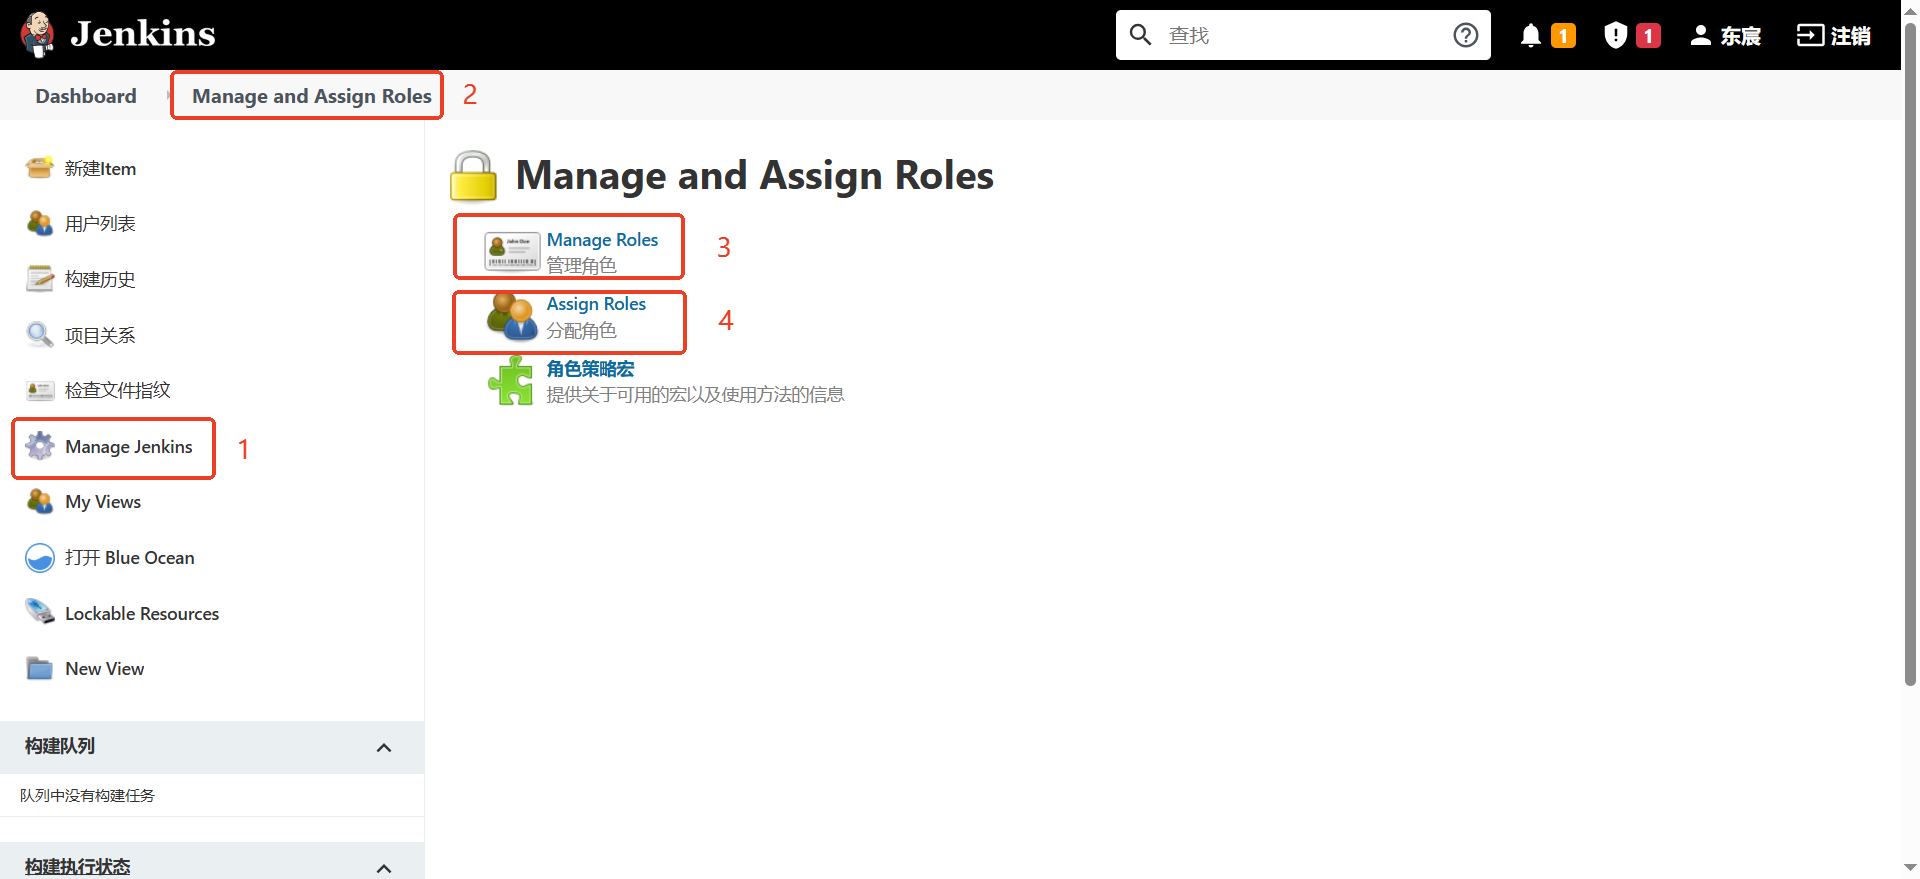 Jenkins
查找
1
1
东宸
注销
Dashboard
Manage and Assign Roles
2
新建Item
用户列表
构建历史
项目关系
检查文件指纹
Manage Jenkins
1
My Views
打开 Blue Ocean
Lockable Resources
New View
构建队列
队列中没有构建任务
构建执行状态
Manage and Assign Roles
Manage Roles
管理角色
3
Assign Roles
分配角色
4
角色策略宏
提供关于可用的宏以及使用方法的信息